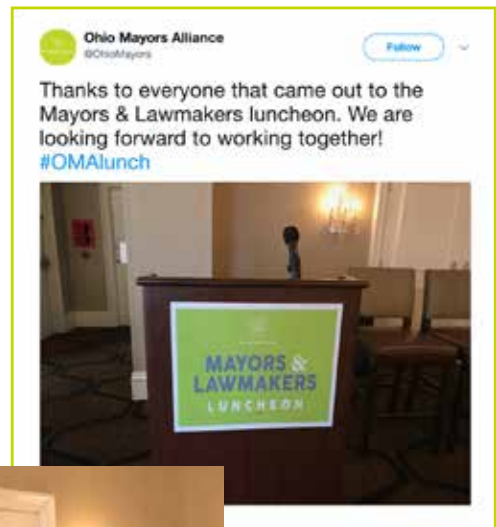 Ohio Mayors Alliance
@OhioMayors
Follow
Thanks to everyone that came out to the
Mayors & Lawmakers luncheon. We are
looking forward to working together!
#OMAlunch
MAYORS &
LAWMAKERS
LUNCHEON